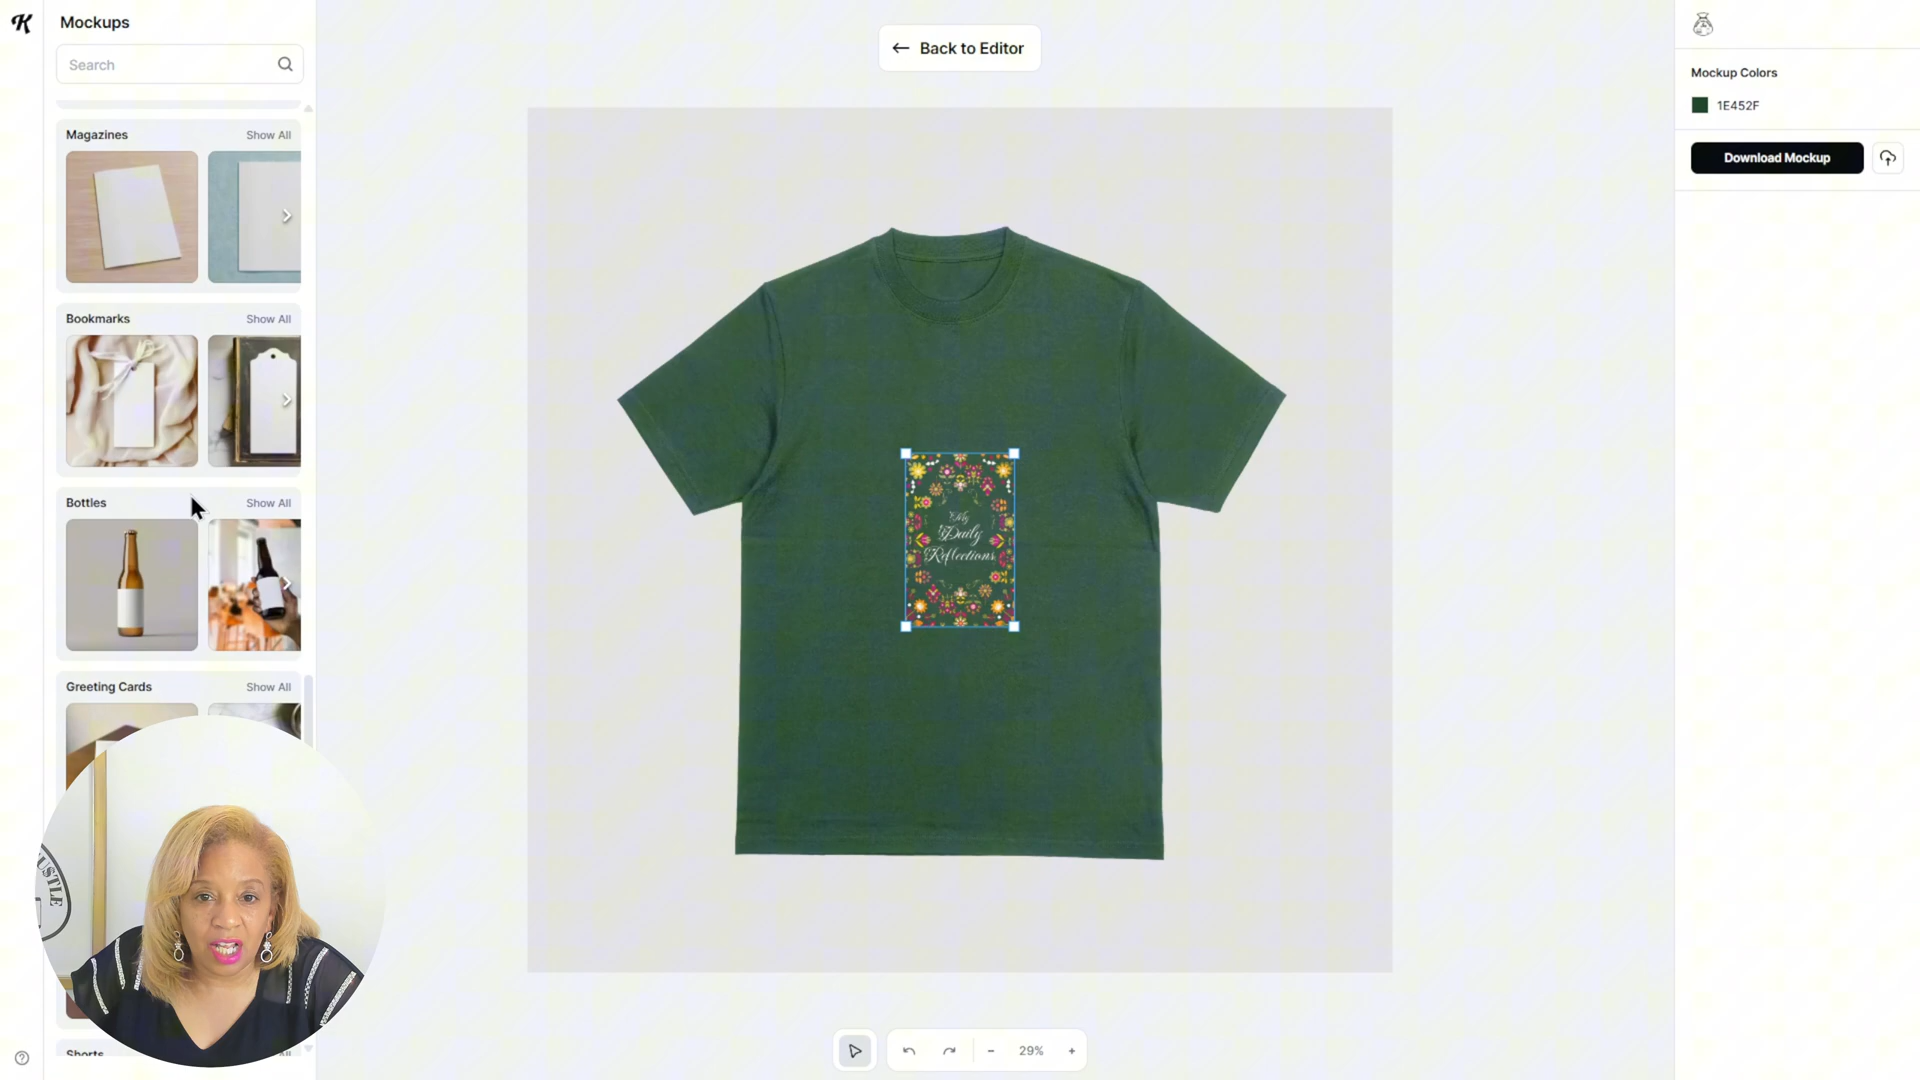 K
Mockups
Search
Back to Editor
Mockup Colors
1E452F
Download Mockup
Magazines
Show All
Bookmarks
Show All
Bottles
Show All
Greeting Cards
Show All
My
Daily
Reflections
29%